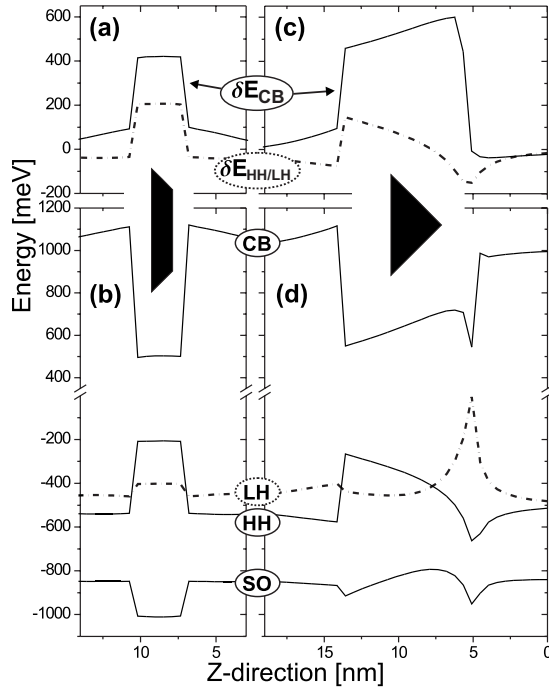 (a)
(c)
600
400
200
0
-200
δE_CB
δE_HH/LH
Energy [meV]
1200
1000
800
600
400
CB
(b)
(d)
-200
-400
-600
-800
-1000
LH
HH
SO
10 5 15 10 5 0
Z-direction [nm]